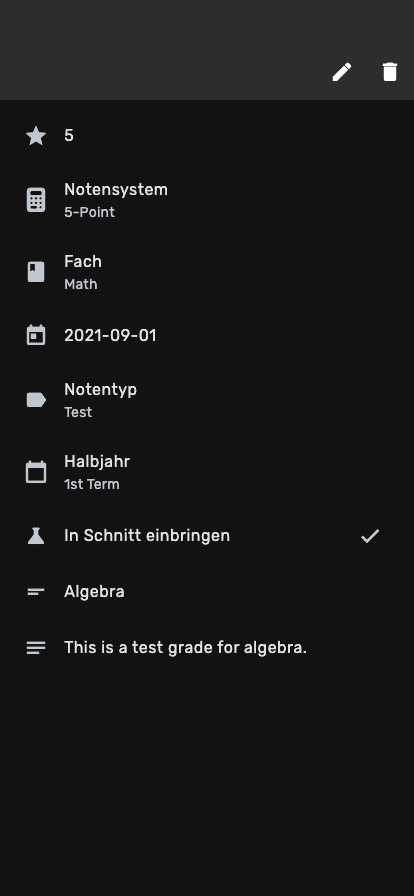 5
Notensystem
5-Point
Fach
Math
2021-09-01
Notentyp
Test
Halbjahr
1st Term
In Schnitt einbringen
Algebra
This is a test grade for algebra.